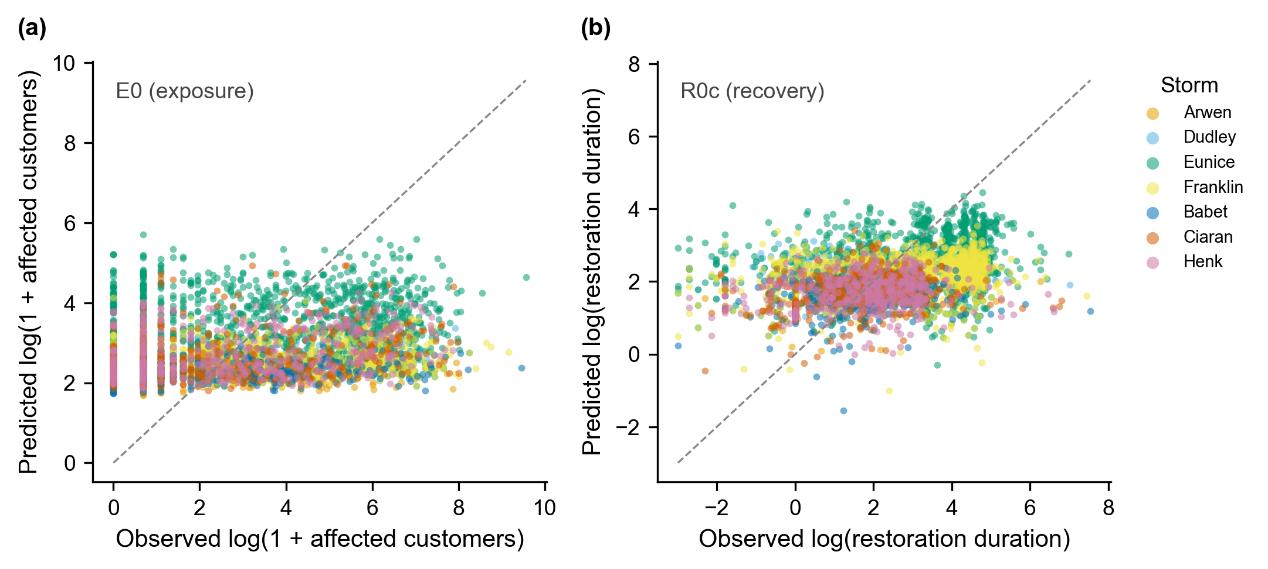 (a)
E0 (exposure)
Predicted log(1 + affected customers)
10
8
6
4
2
0
0 2 4 6 8 10
Observed log(1 + affected customers)
(b)
R0c (recovery)
Predicted log(restoration duration)
8
6
4
2
0
−2
−2 0 2 4 6 8
Observed log(restoration duration)
Storm
Arwen
Dudley
Eunice
Franklin
Babet
Ciaran
Henk